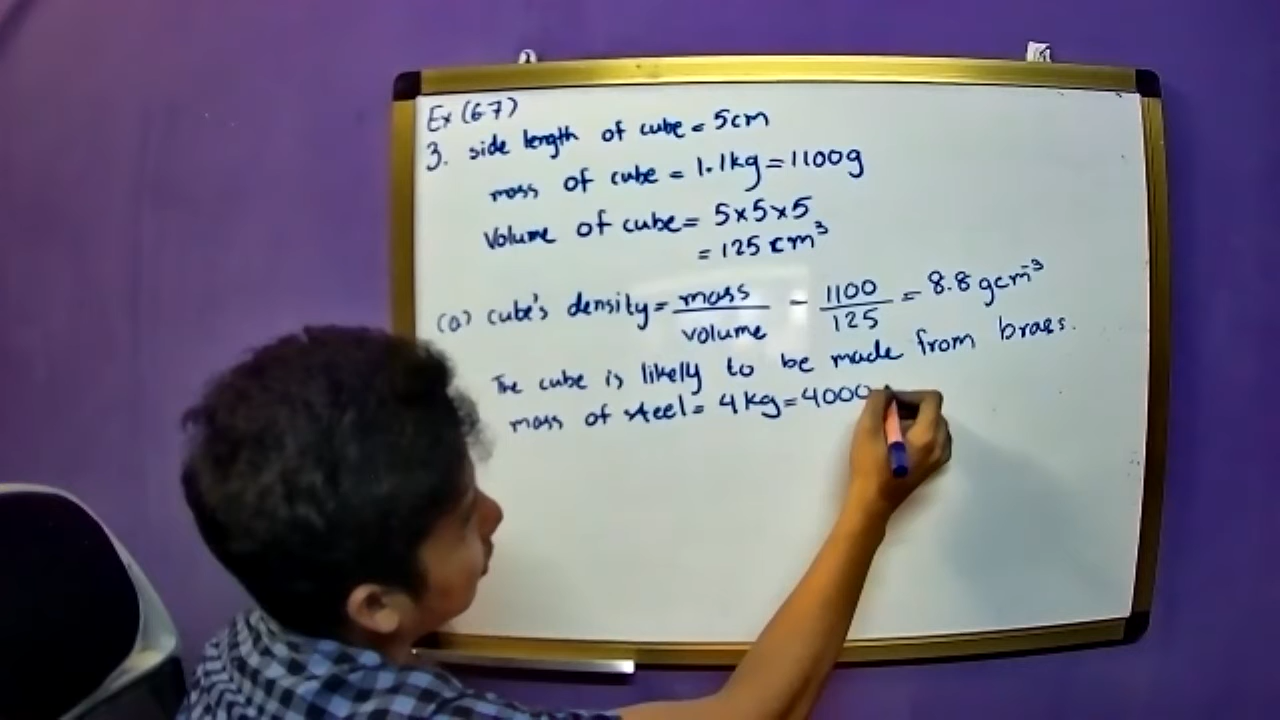 Ex (67)
3. side length of cube = 5cm
mass of cube = 1.1kg = 1100g
Volume of cube = 5×5×5
= 125 cm³
(a) cube's density = mass/volume - 1100/125 = 8.8 gcm⁻³
The cube is likely to be made from brass.
mass of steel = 4kg = 4000